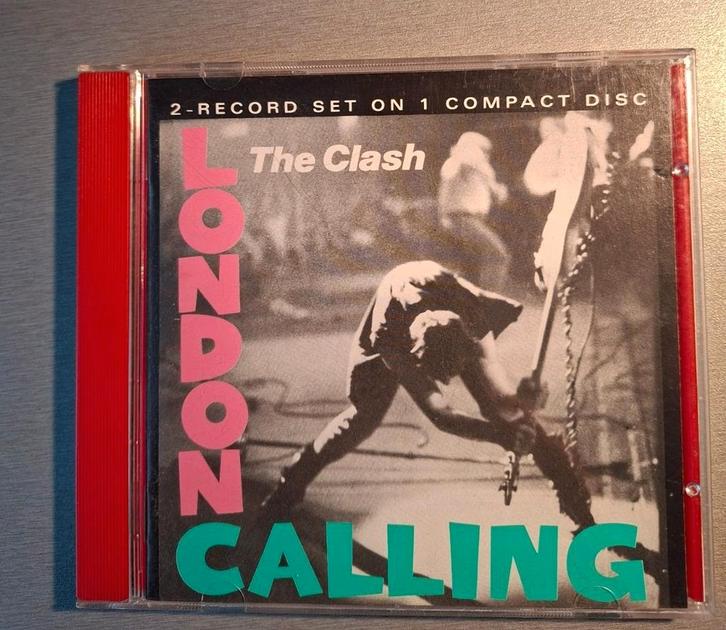 2-RECORD SET ON 1 COMPACT DISC
The Clash
LONDON
CALLING